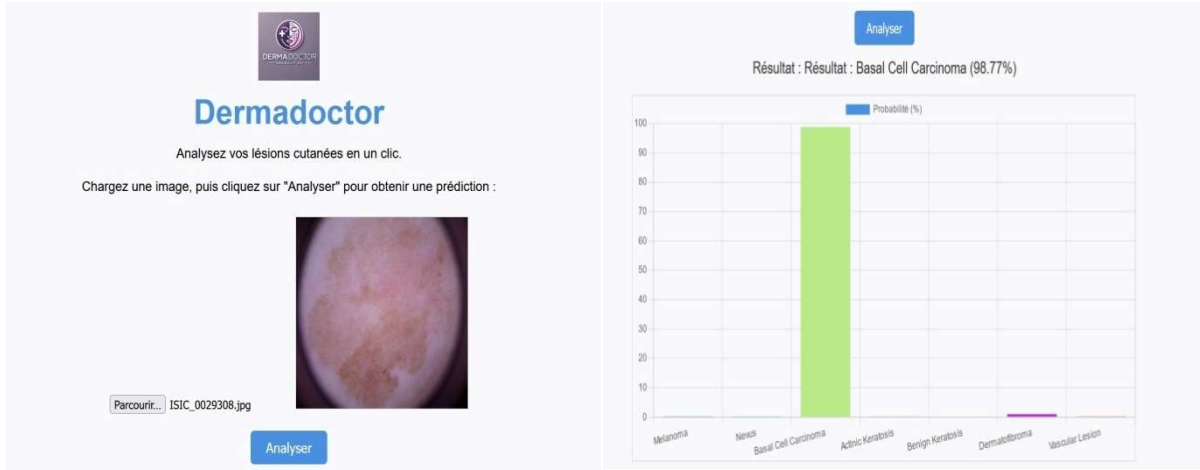 DERMADOCTOR
Dermadoctor
Analysez vos lésions cutanées en un clic.
Chargez une image, puis cliquez sur "Analyser" pour obtenir une prédiction :
Parcourir... ISIC_0029308.jpg
Analyser
Analyser
Résultat : Résultat : Basal Cell Carcinoma (98.77%)
Probabilité (%)
100
90
80
70
60
50
40
30
20
10
0
Melanoma
Nevus
Basal Cell Carcinoma
Actinic Keratosis
Benign Keratosis
Dermatofibroma
Vascular Lesion